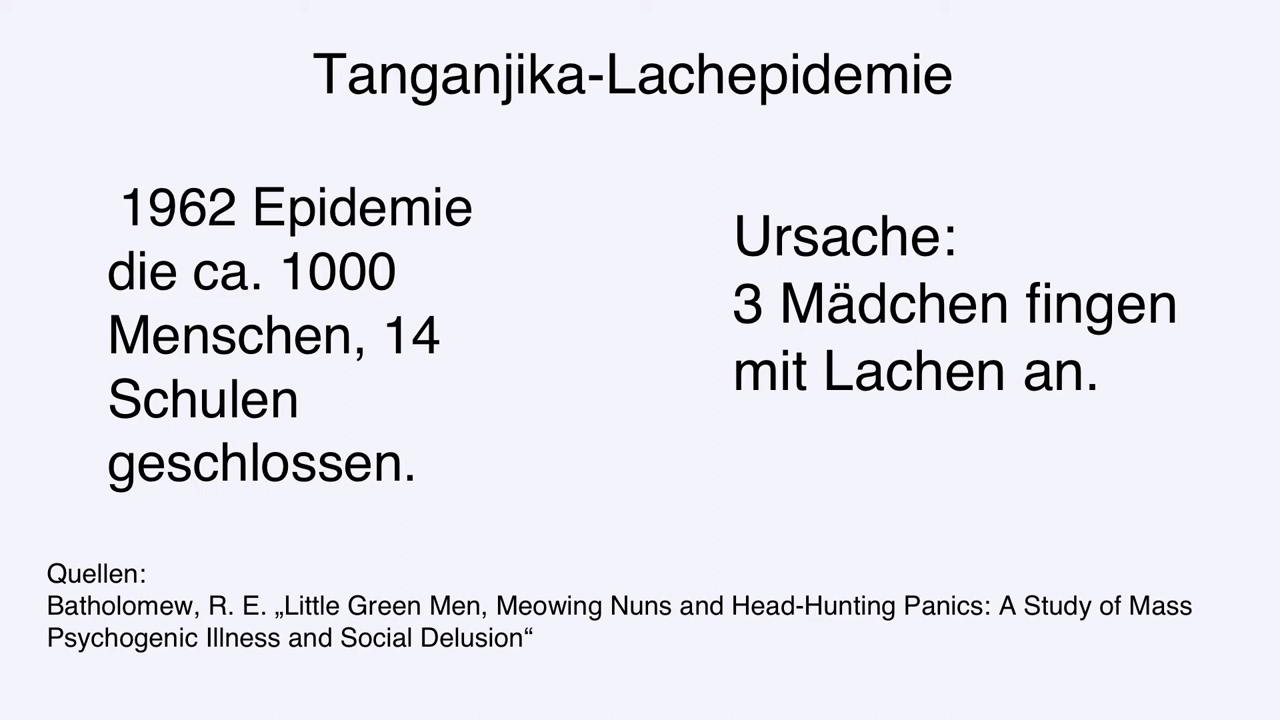 Tanganjika-Lachepidemie
1962 Epidemie
die ca. 1000
Menschen, 14
Schulen
geschlossen.
Ursache:
3 Mädchen fingen
mit Lachen an.
Quellen:
Batholomew, R. E. „Little Green Men, Meowing Nuns and Head-Hunting Panics: A Study of Mass
Psychogenic Illness and Social Delusion“